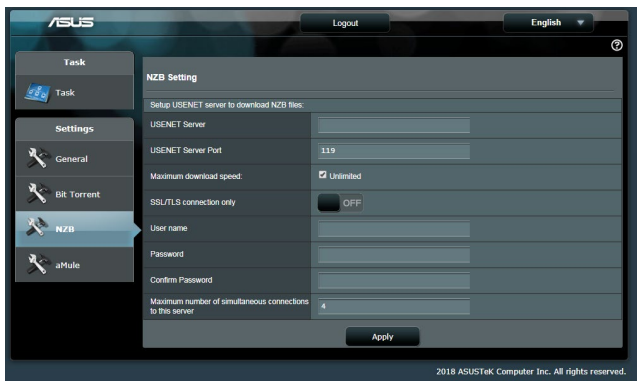 ASUS
Logout
English
Task
Task
Settings
General
Bit Torrent
NZB
aMule
NZB Setting
Setup USENET server to download NZB files:
USENET Server
USENET Server Port
119
Maximum download speed:
Unlimited
SSL/TLS connection only
OFF
User name
Password
Confirm Password
Maximum number of simultaneous connections
to this server
4
Apply
2018 ASUSTeK Computer Inc. All rights reserved.